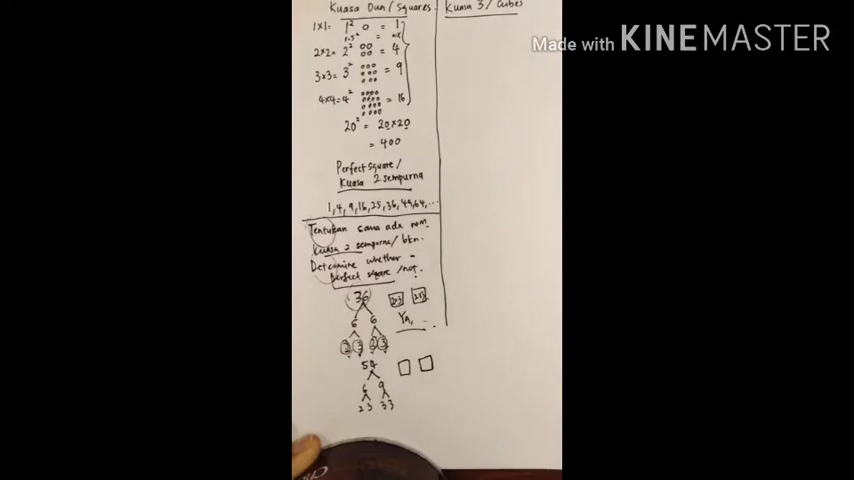 Kuasa Dua / Squares
1x1= 1² = 1
2x2= 2² = 4
3x3= 3² = 9
4x4=4² = 16
20² = 20x20
= 400
Perfect square /
Kuasa 2 sempurna
1,4,9,16,25,36,49,64,...
Tentukan sama ada nom.
kuasa 2 sempurna/bkn.
Determine whether =
perfect square /not.
36
2x3 2x3
6 6
Ya,
2 3 2 3
54
6 9
2 3 3 3
Kuasa 3 / Cubes
Made with KINEMASTER